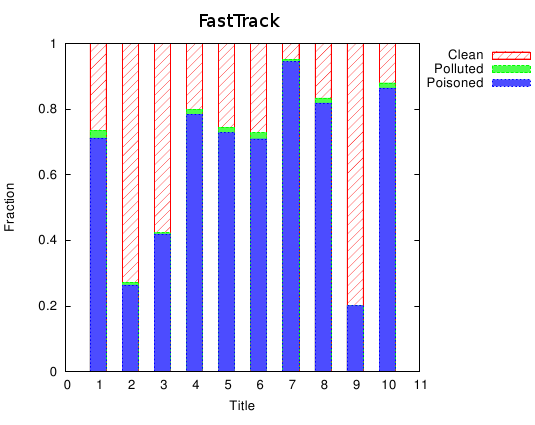 FastTrack
Clean
Polluted
Poisoned
1
0.8
0.6
0.4
0.2
0
Fraction
0 1 2 3 4 5 6 7 8 9 10 11
Title